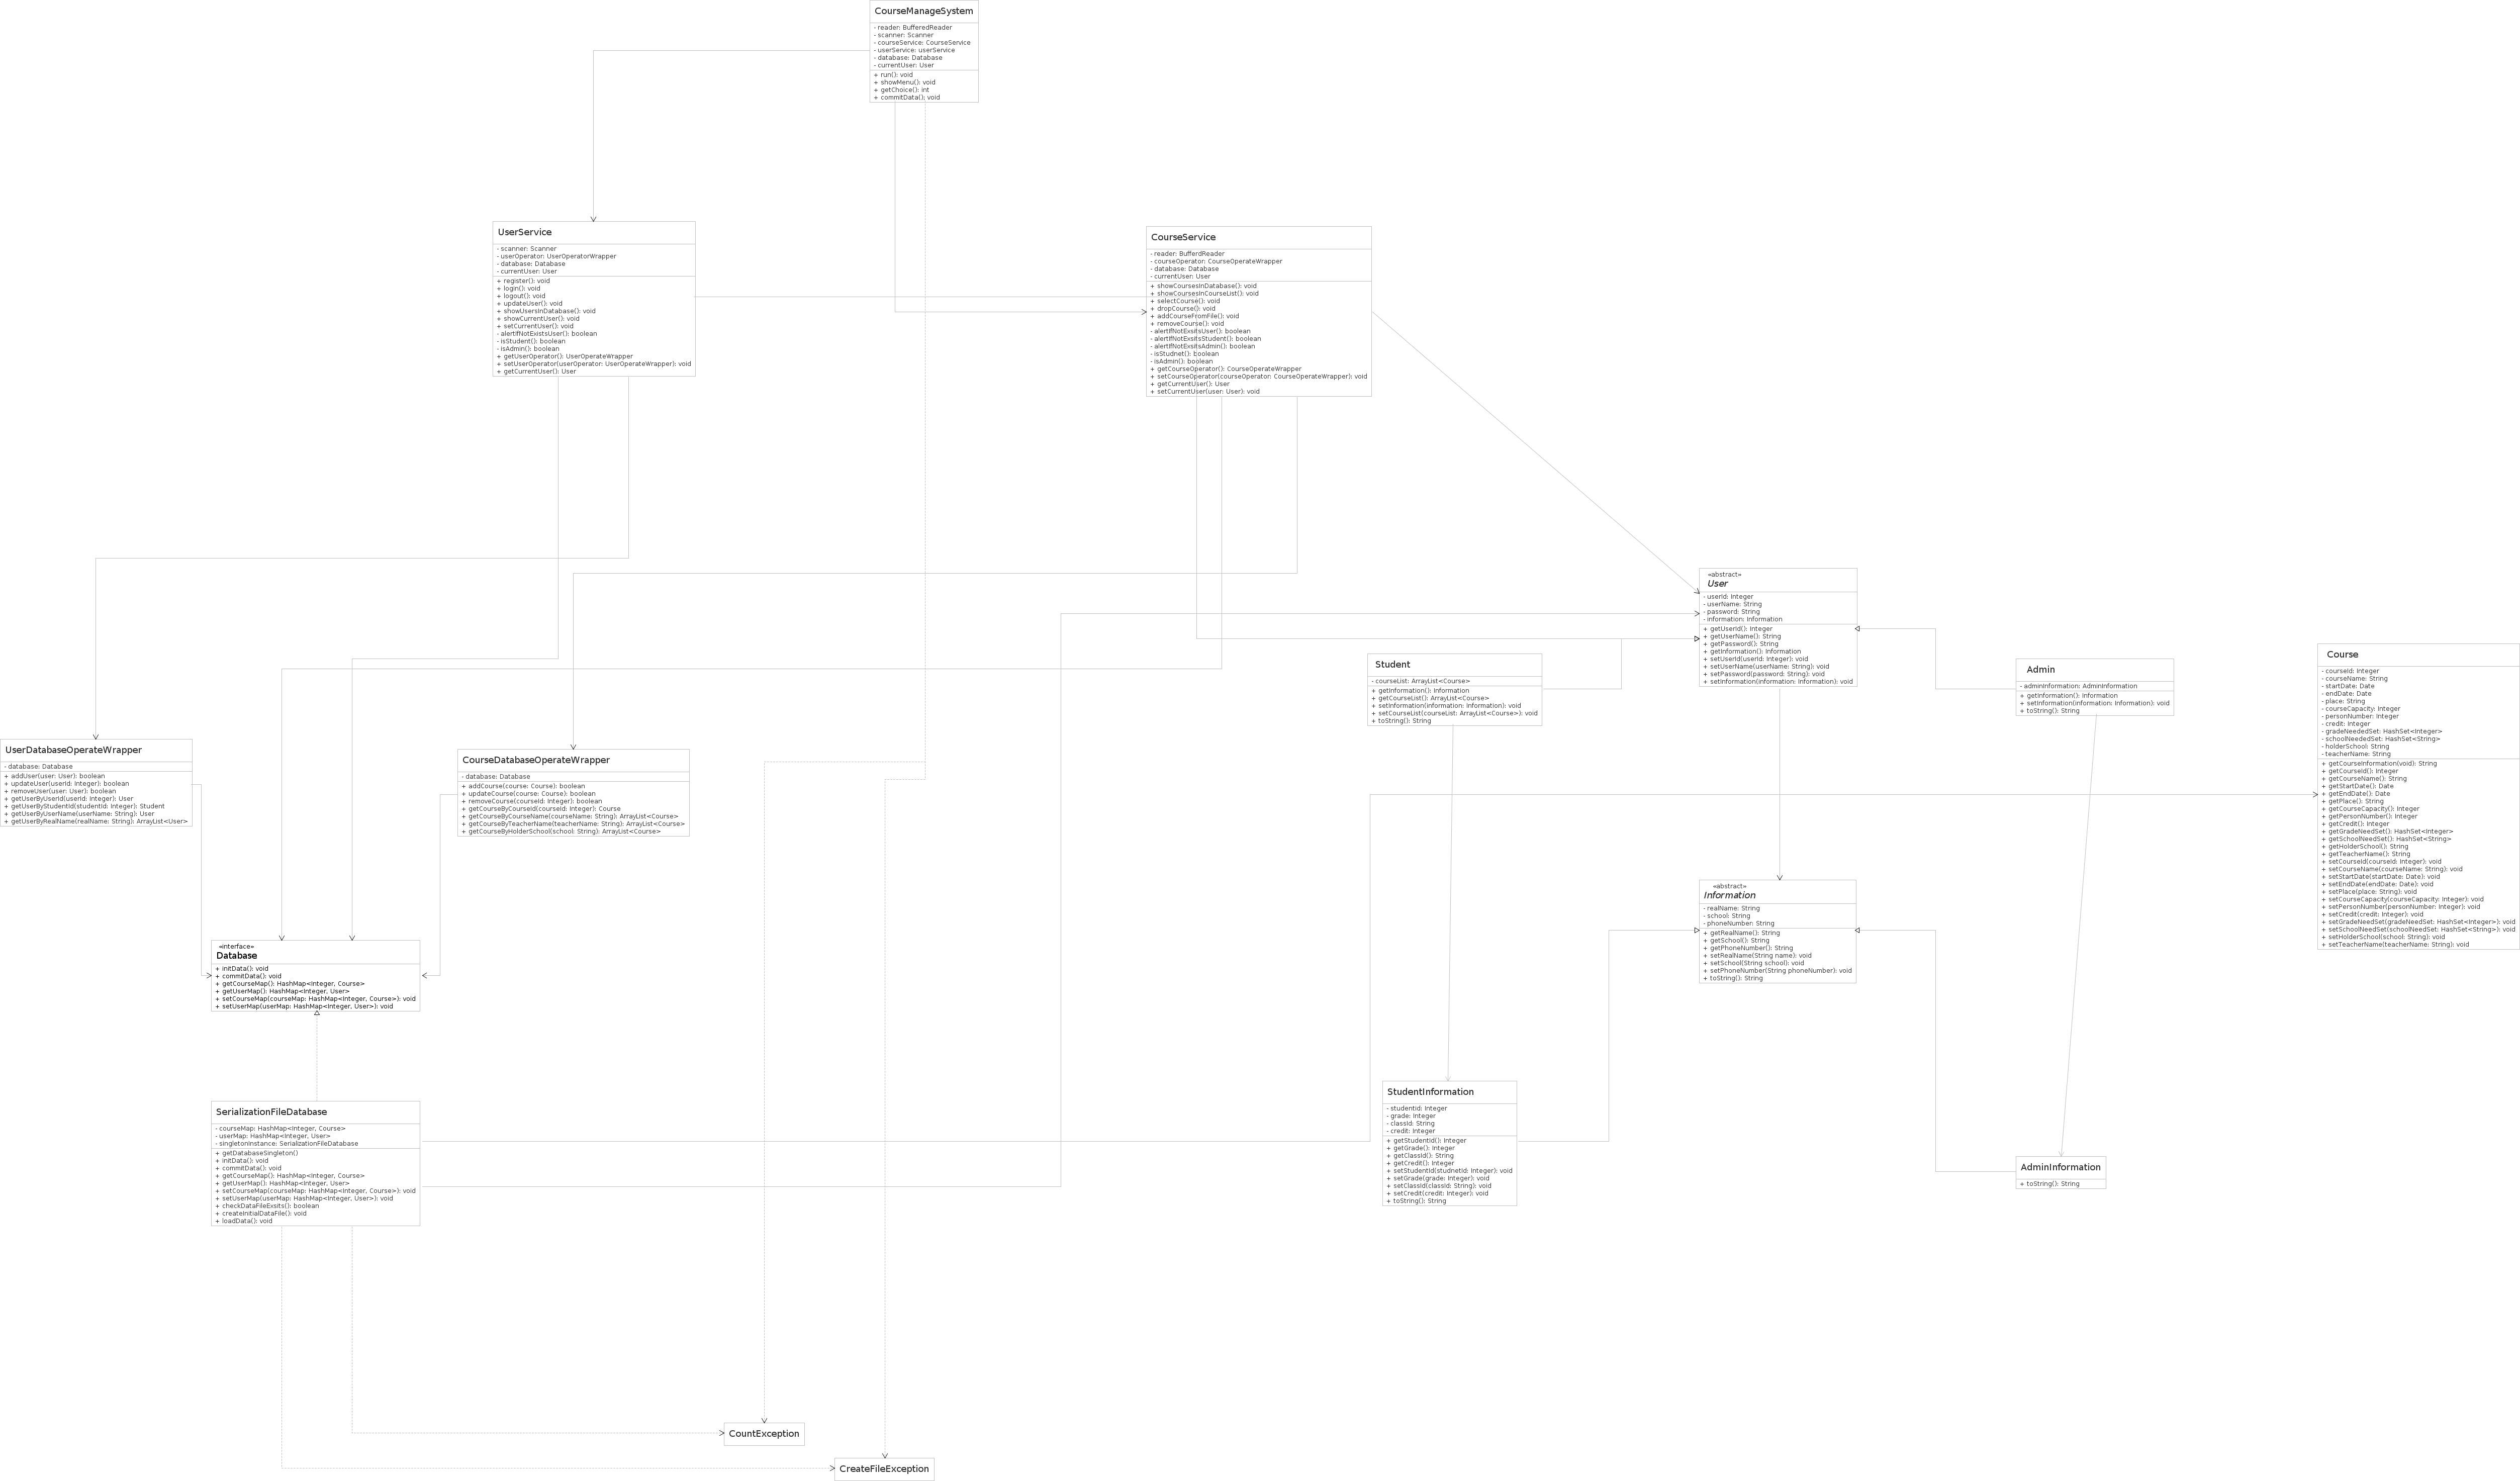 CourseManageSystem
- reader: BufferedReader
- scanner: Scanner
- courseService: CourseService
- userService: userService
- database: Database
- currentUser: User
+ run(): void
+ showMenu(): void
+ getChoice(): int
+ commitData(): void
UserService
- scanner: Scanner
- userOperator: UserOperatorWrapper
- database: Database
- currentUser: User
+ register(): void
+ login(): void
+ logout(): void
+ updateUser(): void
+ showUsersInDatabase(): void
+ showCurrentUser(): void
+ setCurrentUser(): void
- alertIfNotExistsUser(): boolean
- isStudent(): boolean
- isAdmin(): boolean
+ getUserOperator(): UserOperateWrapper
+ setUserOperator(userOperator: UserOperateWrapper): void
+ getCurrentUser(): User
CourseService
- reader: BufferdReader
- courseOperator: CourseOperateWrapper
- database: Database
- currentUser: User
+ showCoursesInDatabase(): void
+ showCoursesInCourseList(): void
+ selectCourse(): void
+ dropCourse(): void
+ addCourseFromFile(): void
+ removeCourse(): void
- alertIfNotExsitsUser(): boolean
- alertIfNotExsitsStudent(): boolean
- alertIfNotExsitsAdmin(): boolean
- isStudnet(): boolean
- isAdmin(): boolean
+ getCourseOperator(): CourseOperateWrapper
+ setCourseOperator(courseOperator: CourseOperateWrapper): void
+ getCurrentUser(): User
+ setCurrentUser(user: User): void
«abstract»
User
- userId: Integer
- userName: String
- password: String
- information: Information
+ getUserId(): Integer
+ getUserName(): String
+ getPassword(): String
+ getInformation(): Information
+ setUserId(userId: Integer): void
+ setUserName(userName: String): void
+ setPassword(password: String): void
+ setInformation(information: Information): void
Student
- courseList: ArrayList<Course>
+ getInformation(): Information
+ getCourseList(): ArrayList<Course>
+ setInformation(information: Information): void
+ setCourseList(courseList: ArrayList<Course>): void
+ toString(): String
Admin
- adminInformation: AdminInformation
+ getInformation(): Information
+ setInformation(information: Information): void
+ toString(): String
Course
- courseId: Integer
- courseName: String
- startDate: Date
- endDate: Date
- place: String
- courseCapacity: Integer
- personNumber: Integer
- credit: Integer
- gradeNeededSet: HashSet<Integer>
- schoolNeededSet: HashSet<String>
- holderSchool: String
- teacherName: String
+ getCourseInformation(void): String
+ getCourseId(): Integer
+ getCourseName(): String
+ getStartDate(): Date
+ getEndDate(): Date
+ getPlace(): String
+ getCourseCapacity(): Integer
+ getPersonNumber(): Integer
+ getCredit(): Integer
+ getGradeNeedSet(): HashSet<Integer>
+ getSchoolNeedSet(): HashSet<String>
+ getHolderSchool(): String
+ getTeacherName(): String
+ setCourseId(courseId: Integer): void
+ setCourseName(courseName: String): void
+ setStartDate(startDate: Date): void
+ setEndDate(endDate: Date): void
+ setPlace(place: String): void
+ setCourseCapacity(courseCapacity: Integer): void
+ setPersonNumber(personNumber: Integer): void
+ setCredit(credit: Integer): void
+ setGradeNeedSet(gradeNeedSet: HashSet<Integer>): void
+ setSchoolNeedSet(schoolNeedSet: HashSet<String>): void
+ setHolderSchool(school: String): void
+ setTeacherName(teacherName: String): void
UserDatabaseOperateWrapper
- database: Database
+ addUser(user: User): boolean
+ updateUser(userId: Integer): boolean
+ removeUser(user: User): boolean
+ getUserByUserId(userId: Integer): User
+ getUserByStudentId(studentId: Integer): Student
+ getUserByUserName(userName: String): User
+ getUserByRealName(realName: String): ArrayList<User>
CourseDatabaseOperateWrapper
- database: Database
+ addCourse(course: Course): boolean
+ updateCourse(course: Course): boolean
+ removeCourse(courseId: Integer): boolean
+ getCourseByCourseId(courseId: Integer): Course
+ getCourseByCourseName(courseName: String): ArrayList<Course>
+ getCourseByTeacherName(teacherName: String): ArrayList<Course>
+ getCourseByHolderSchool(school: String): ArrayList<Course>
«abstract»
Information
- realName: String
- school: String
- phoneNumber: String
+ getRealName(): String
+ getSchool(): String
+ getPhoneNumber(): String
+ setRealName(String name): void
+ setSchool(String school): void
+ setPhoneNumber(String phoneNumber): void
+ toString(): String
«interface»
Database
+ initData(): void
+ commitData(): void
+ getCourseMap(): HashMap<Integer, Course>
+ getUserMap(): HashMap<Integer, User>
+ setCourseMap(courseMap: HashMap<Integer, Course>): void
+ setUserMap(userMap: HashMap<Integer, User>): void
SerializationFileDatabase
- courseMap: HashMap<Integer, Course>
- userMap: HashMap<Integer, User>
- singletonInstance: SerializationFileDatabase
+ getDatabaseSingleton()
+ initData(): void
+ commitData(): void
+ getCourseMap(): HashMap<Integer, Course>
+ getUserMap(): HashMap<Integer, User>
+ setCourseMap(courseMap: HashMap<Integer, Course>): void
+ setUserMap(userMap: HashMap<Integer, User>): void
+ checkDataFileExsits(): boolean
+ createInitialDataFile(): void
+ loadData(): void
StudentInformation
- studentId: Integer
- grade: Integer
- classId: String
- credit: Integer
+ getStudentId(): Integer
+ getGrade(): Integer
+ getClassId(): String
+ getCredit(): Integer
+ setStudentId(studnetId: Integer): void
+ setGrade(grade: Integer): void
+ setClassId(classId: String): void
+ setCredit(credit: Integer): void
+ toString(): String
AdminInformation
+ toString(): String
CountException
CreateFileException